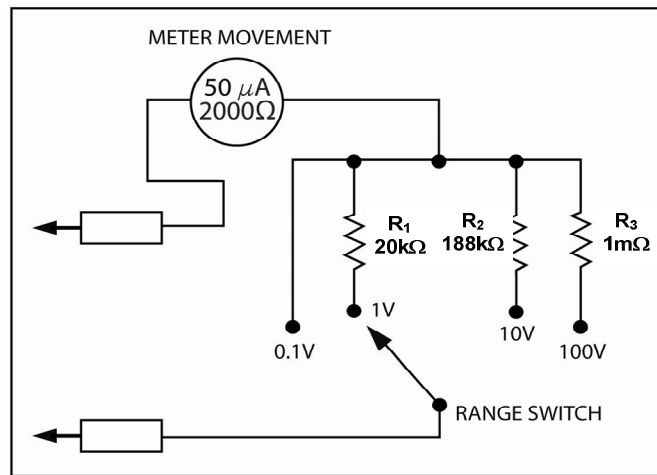 METER MOVEMENT
50 μA
2000Ω
R₁
20kΩ
R₂
188kΩ
R₃
1mΩ
1V
0.1V
10V
100V
RANGE SWITCH